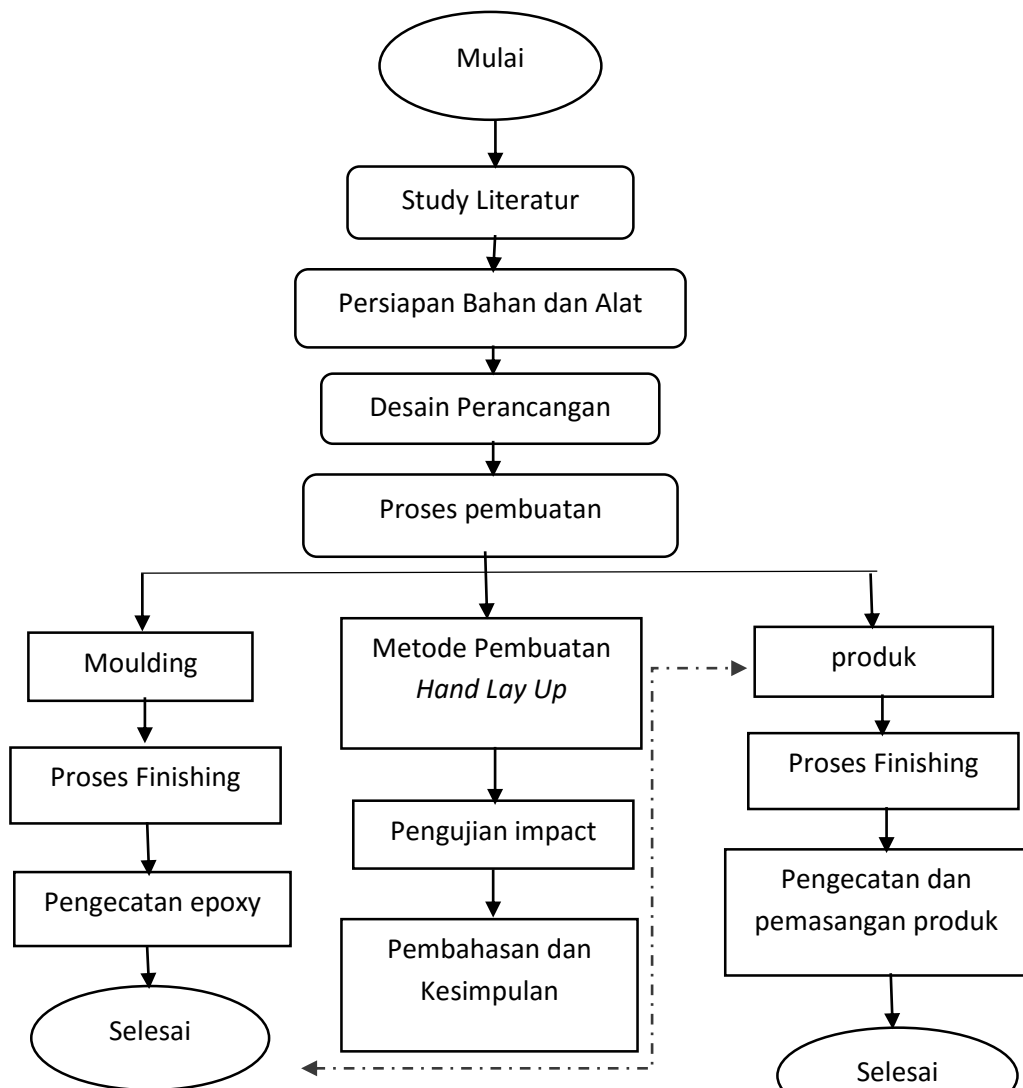 Mulai
Study Literatur
Persiapan Bahan dan Alat
Desain Perancangan
Proses pembuatan
Moulding
Proses Finishing
Pengecatan epoxy
Selesai
Metode Pembuatan
Hand Lay Up
Pengujian impact
Pembahasan dan
Kesimpulan
produk
Proses Finishing
Pengecatan dan
pemasangan produk
Selesai